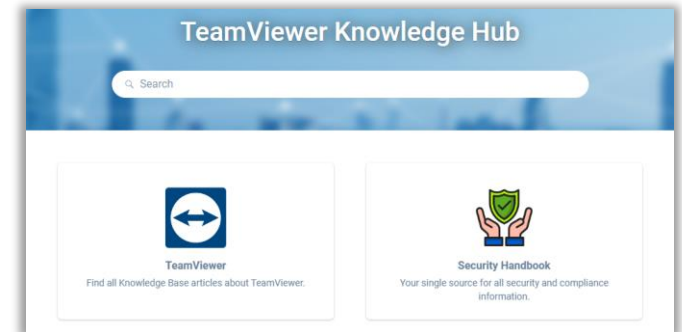 TeamViewer Knowledge Hub
Search
TeamViewer
Find all Knowledge Base articles about TeamViewer.
Security Handbook
Your single source for all security and compliance
information.